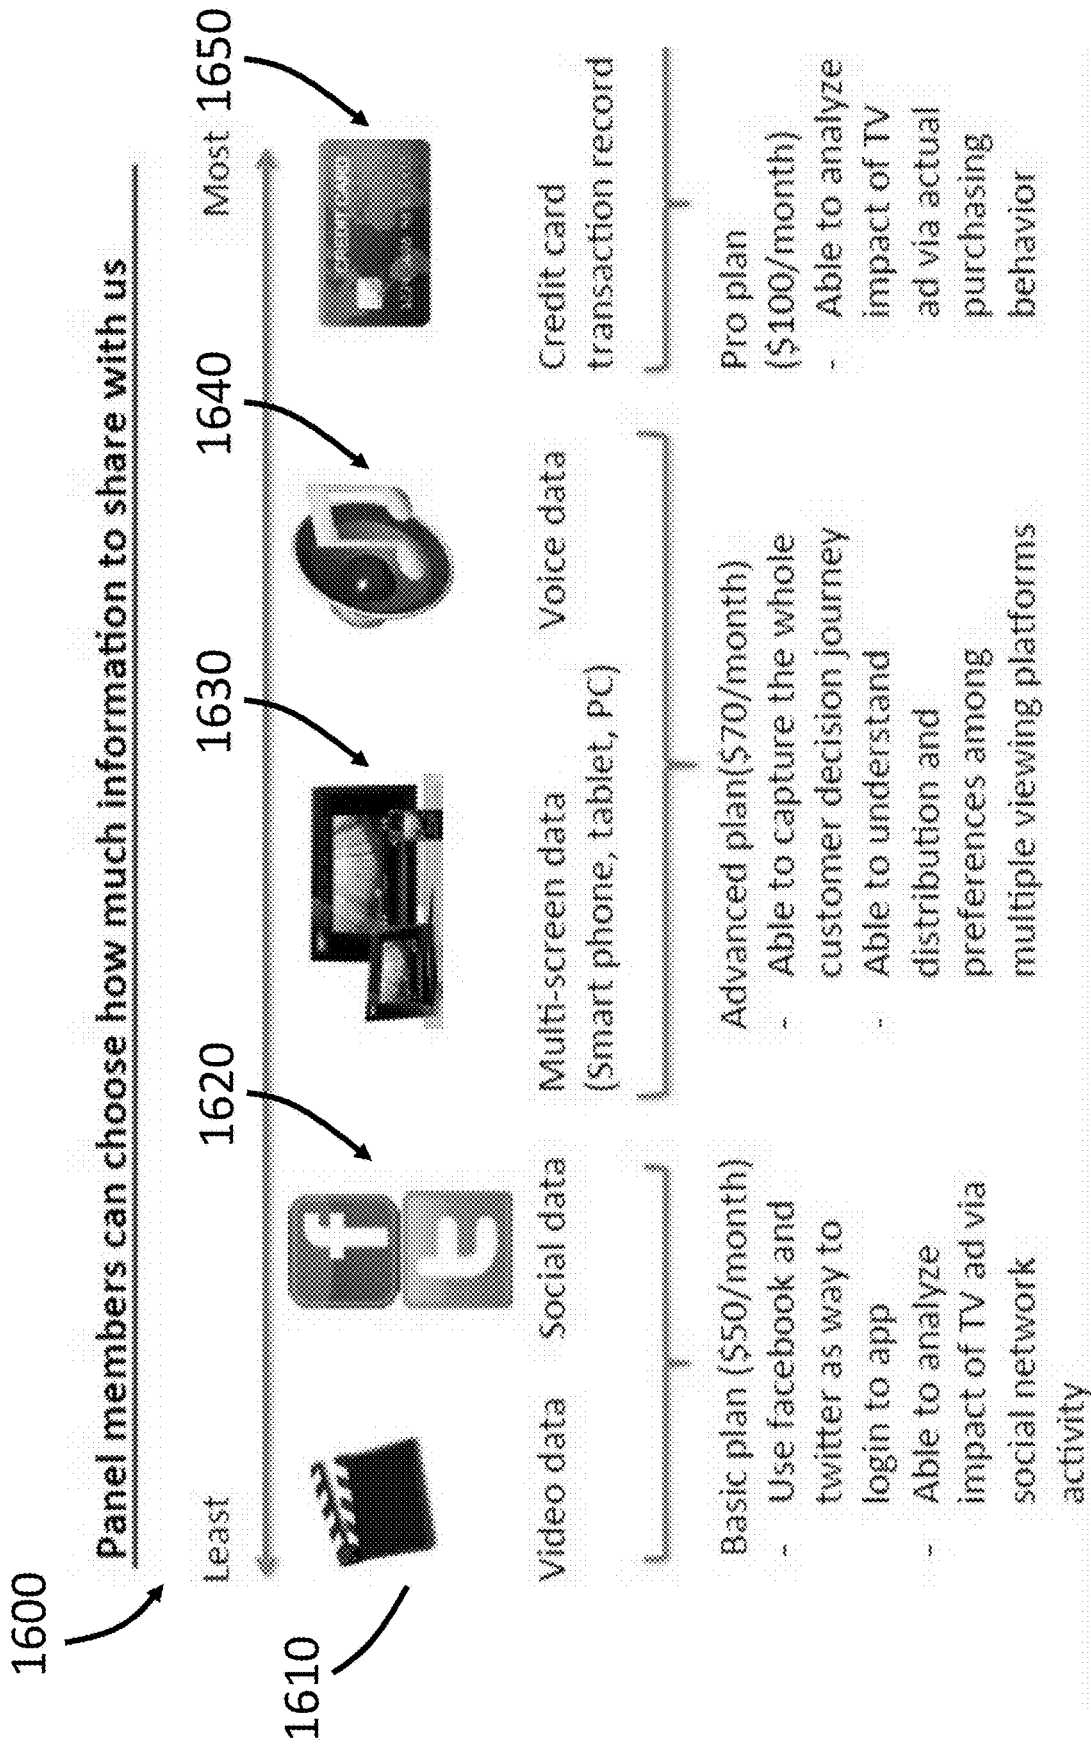 1600
Panel members can choose how much information to share with us
Least
Most
1610
1620
1630
1640
1650
f
t
Video data
Social data
Multi-screen data
(Smart phone, tablet, PC)
Voice data
Credit card
transaction record
Basic plan ($50/month)
- Use facebook and
twitter as way to
login to app
- Able to analyze
impact of TV ad via
social network
activity
Advanced plan($70/month)
- Able to capture the whole
customer decision journey
- Able to understand
distribution and
preferences among
multiple viewing platforms
Pro plan
($100/month)
- Able to analyze
impact of TV
ad via actual
purchasing
behavior